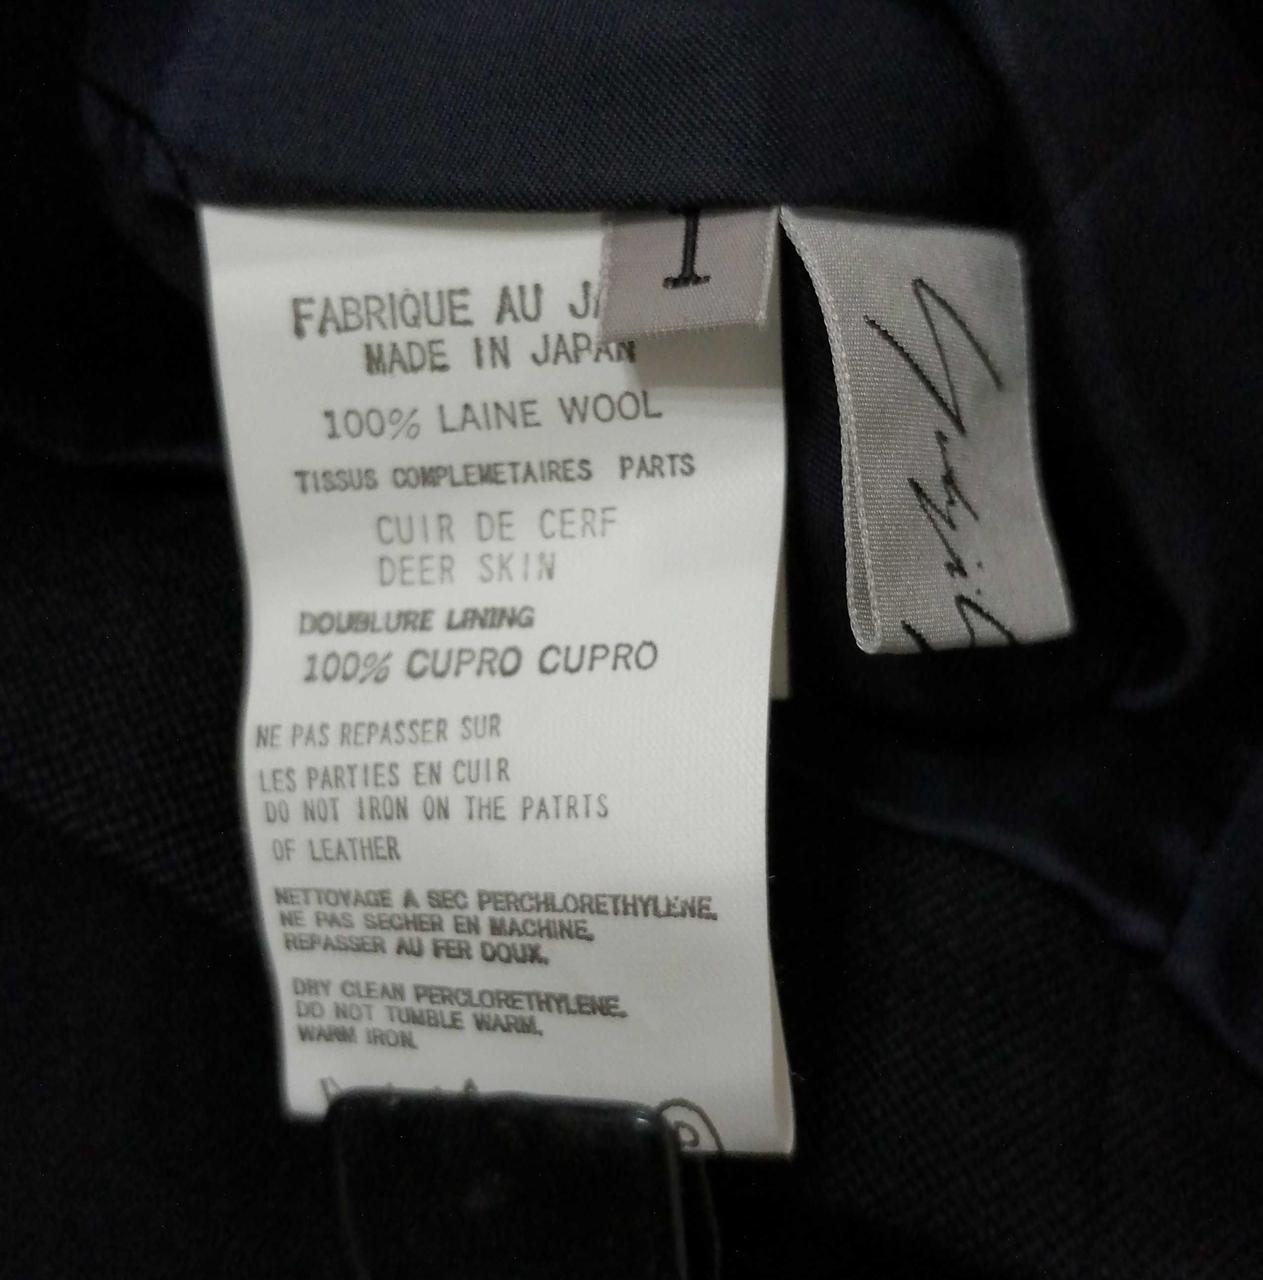 I
FABRIQUE AU
MADE IN JAPAN
100% LAINE WOOL
TISSUS COMPLEMETAIRES PARTS
CUIR DE CERF
DEER SKIN
DOUBLURE LINING
100% CUPRO CUPRO
NE PAS REPASSER SUR
LES PARTIES EN CUIR
DO NOT IRON ON THE PATRTS
OF LEATHER
NETTOYAGE A SEC PERCHLORETHYLENE.
NE PAS SECHER EN MACHINE.
REPASSER AU FER DOUX.
DRY CLEAN PERCLORETHYLENE.
DO NOT TUMBLE WARM.
WARM IRON.